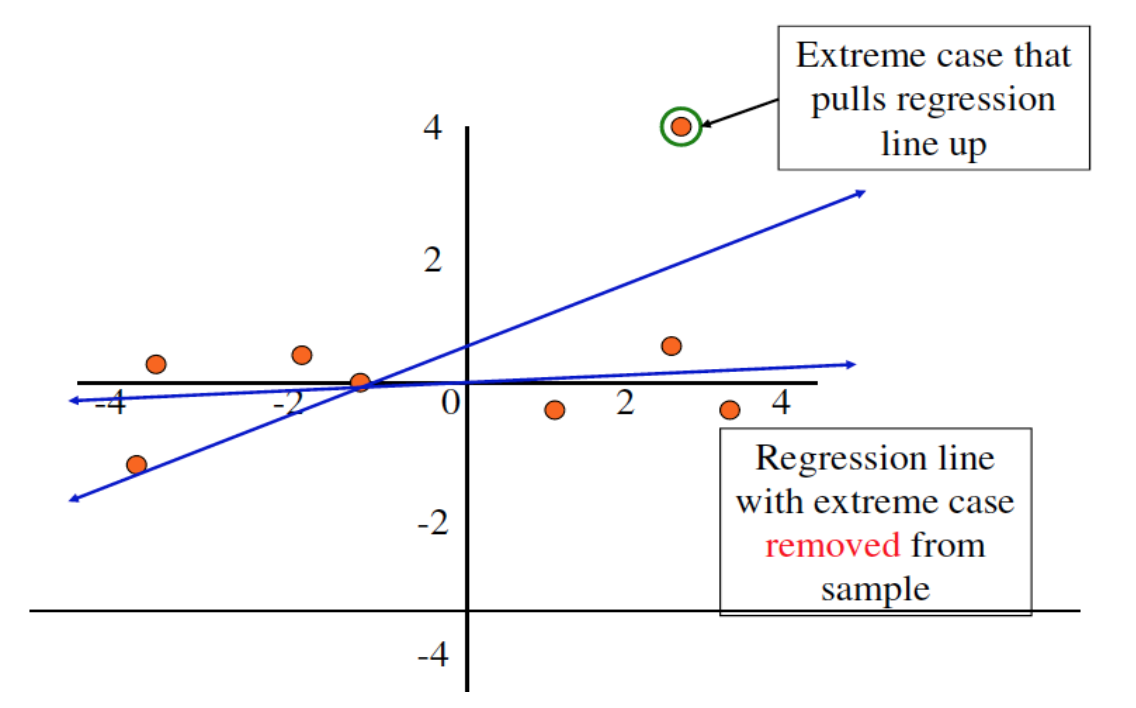 Extreme case that
pulls regression
line up
4
2
-4
-2
0
2
4
Regression line
with extreme case
removed from
sample
-2
-4